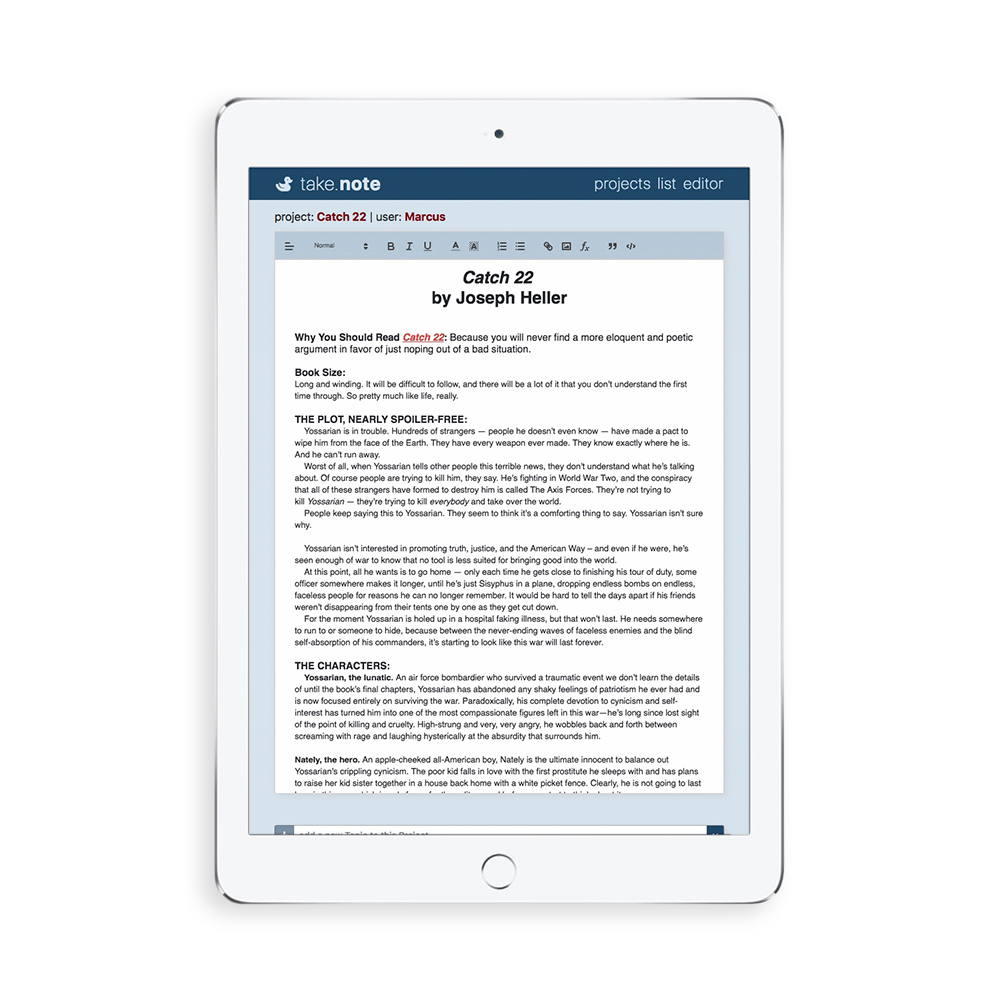 take.note
projects list editor
project: Catch 22 | user: Marcus
Normal
B I U A A
Catch 22
by Joseph Heller
Why You Should Read Catch 22: Because you will never find a more eloquent and poetic
argument in favor of just noping out of a bad situation.
Book Size:
Long and winding. It will be difficult to follow, and there will be a lot of it that you don't understand the first
time through. So pretty much like life, really.
THE PLOT, NEARLY SPOILER-FREE:
Yossarian is in trouble. Hundreds of strangers — people he doesn't even know — have made a pact to
wipe him from the face of the Earth. They have every weapon ever made. They know exactly where he is.
And he can't run away.
Worst of all, when Yossarian tells other people this terrible news, they don't understand what he's talking
about. Of course people are trying to kill him, they say. He's fighting in World War Two, and the conspiracy
that all of these strangers have formed to destroy him is called The Axis Forces. They're not trying to
kill Yossarian — they're trying to kill everybody and take over the world.
People keep saying this to Yossarian. They seem to think it's a comforting thing to say. Yossarian isn't sure
why.
Yossarian isn't interested in promoting truth, justice, and the American Way – and even if he were, he's
seen enough of war to know that no tool is less suited for bringing good into the world.
At this point, all he wants is to go home — only each time he gets close to finishing his tour of duty, some
officer somewhere makes it longer, until he's just Sisyphus in a plane, dropping endless bombs on endless,
faceless people for reasons he can no longer remember. It would be hard to tell the days apart if his friends
weren't disappearing from their tents one by one as they get cut down.
For the moment Yossarian is holed up in a hospital faking illness, but that won't last. He needs somewhere
to run to or someone to hide, because between the never-ending waves of faceless enemies and the blind
self-absorption of his commanders, it's starting to look like this war will last forever.
THE CHARACTERS:
Yossarian, the lunatic. An air force bombardier who survived a traumatic event we don't learn the details
of until the book's final chapters, Yossarian has abandoned any shaky feelings of patriotism he ever had and
is now focused entirely on surviving the war. Paradoxically, his complete devotion to cynicism and self-
interest has turned him into one of the most compassionate figures left in this war—he's long since lost sight
of the point of killing and cruelty. High-strung and very, very angry, he wobbles back and forth between
screaming with rage and laughing hysterically at the absurdity that surrounds him.
Nately, the hero. An apple-cheeked all-American boy, Nately is the ultimate innocent to balance out
Yossarian's crippling cynicism. The poor kid falls in love with the first prostitute he sleeps with and has plans
to raise her kid sister together in a house back home with a white picket fence. Clearly, he is not going to last
add a new Topic to this Project